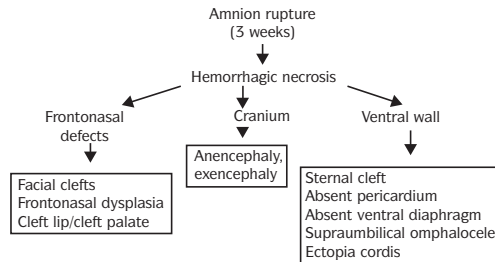 Amnion rupture
(3 weeks)
Hemorrhagic necrosis
Frontonasal
defects
Cranium
Ventral wall
Facial clefts
Frontonasal dysplasia
Cleft lip/cleft palate
Anencephaly,
exencephaly
Sternal cleft
Absent pericardium
Absent ventral diaphragm
Supraumbilical omphalocele
Ectopia cordis